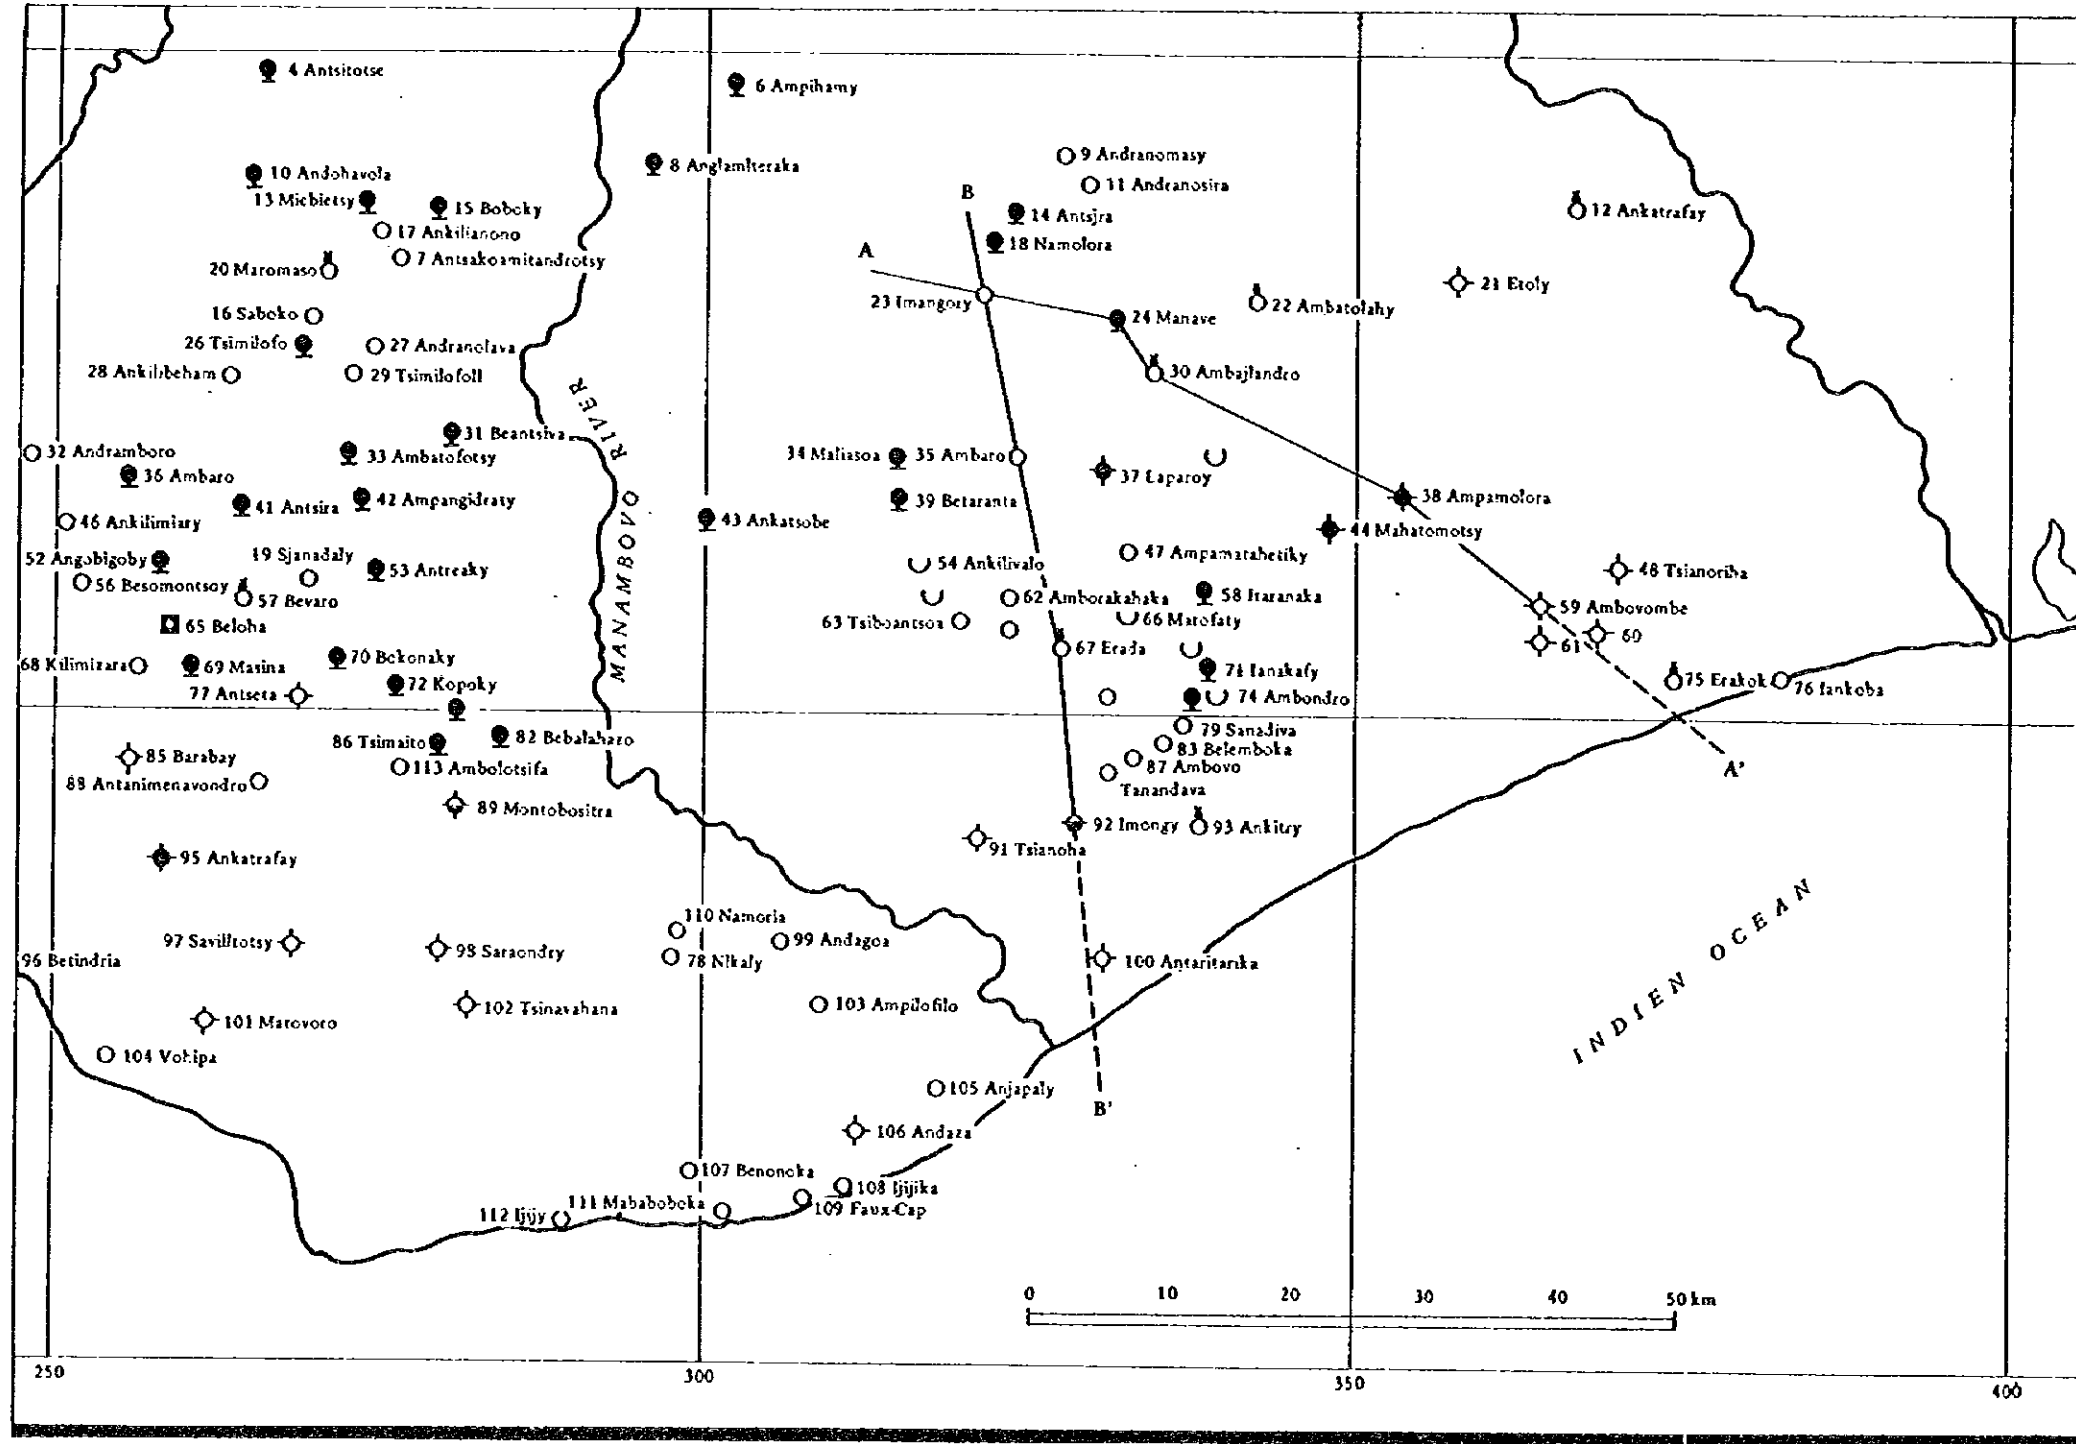 4 Antsitotse
6 Ampihamy
9 Andranomasy
8 Anglamiteraka
10 Andohavola
11 Andranosira
13 Micbietsy
B
15 Boboky
14 Antsjra
12 Ankatrafay
17 Ankilianono
18 Namolora
A
7 Antsakoamitandrotsy
20 Maromaso
21 Etoly
23 Imangory
22 Ambatolahy
16 Saboko
24 Manave
26 Tsimilofo
27 Andranolava
28 Ankilibeham
29 Tsimilofoll
30 Ambajlandro
RIVER
31 Beantsiva
32 Andramboro
33 Ambatofotsy
34 Maliasoa
35 Ambaro
36 Ambaro
37 Laparoy
41 Antsira
42 Ampangidraty
39 Betaranta
38 Ampamolora
46 Ankilimiary
43 Ankatsobe
44 Mahatomotsy
MANAMBOVO
52 Angobigoby
19 Sjanadaly
53 Antreaky
54 Ankilivalo
47 Ampamatahetiky
48 Tsianoriha
56 Besomontsoy
57 Bevaro
62 Amborakahaka
58 Itaranaka
59 Ambovombe
65 Beloha
63 Tsiboantsoa
66 Marofaty
60
61
68 Kilimizara
69 Masina
70 Bekonaky
67 Erada
71 Ianakafy
77 Antseta
72 Kopoky
74 Ambondro
75 Erakok
76 Iankoba
86 Tsimaito
82 Bebalaharo
79 Sanadiva
83 Belemboka
85 Barabay
113 Ambolotsifa
87 Ambovo
A'
88 Antanimenavondro
Tanandava
89 Montobositra
92 Imongy
93 Ankitry
91 Tsianoha
95 Ankatrafay
110 Namoria
97 Savilltotsy
98 Saraondry
99 Andagoa
96 Betindria
78 Nikaly
100 Antaritarika
INDIEN OCEAN
102 Tsinavahana
103 Ampilofilo
101 Marovoro
104 Vohipa
105 Anjapaly
B'
106 Andaza
107 Benonoka
108 Ijijika
111 Mababoboka
109 Faux-Cap
112 Ijijy
0 10 20 30 40 50 km
250 300 350 400